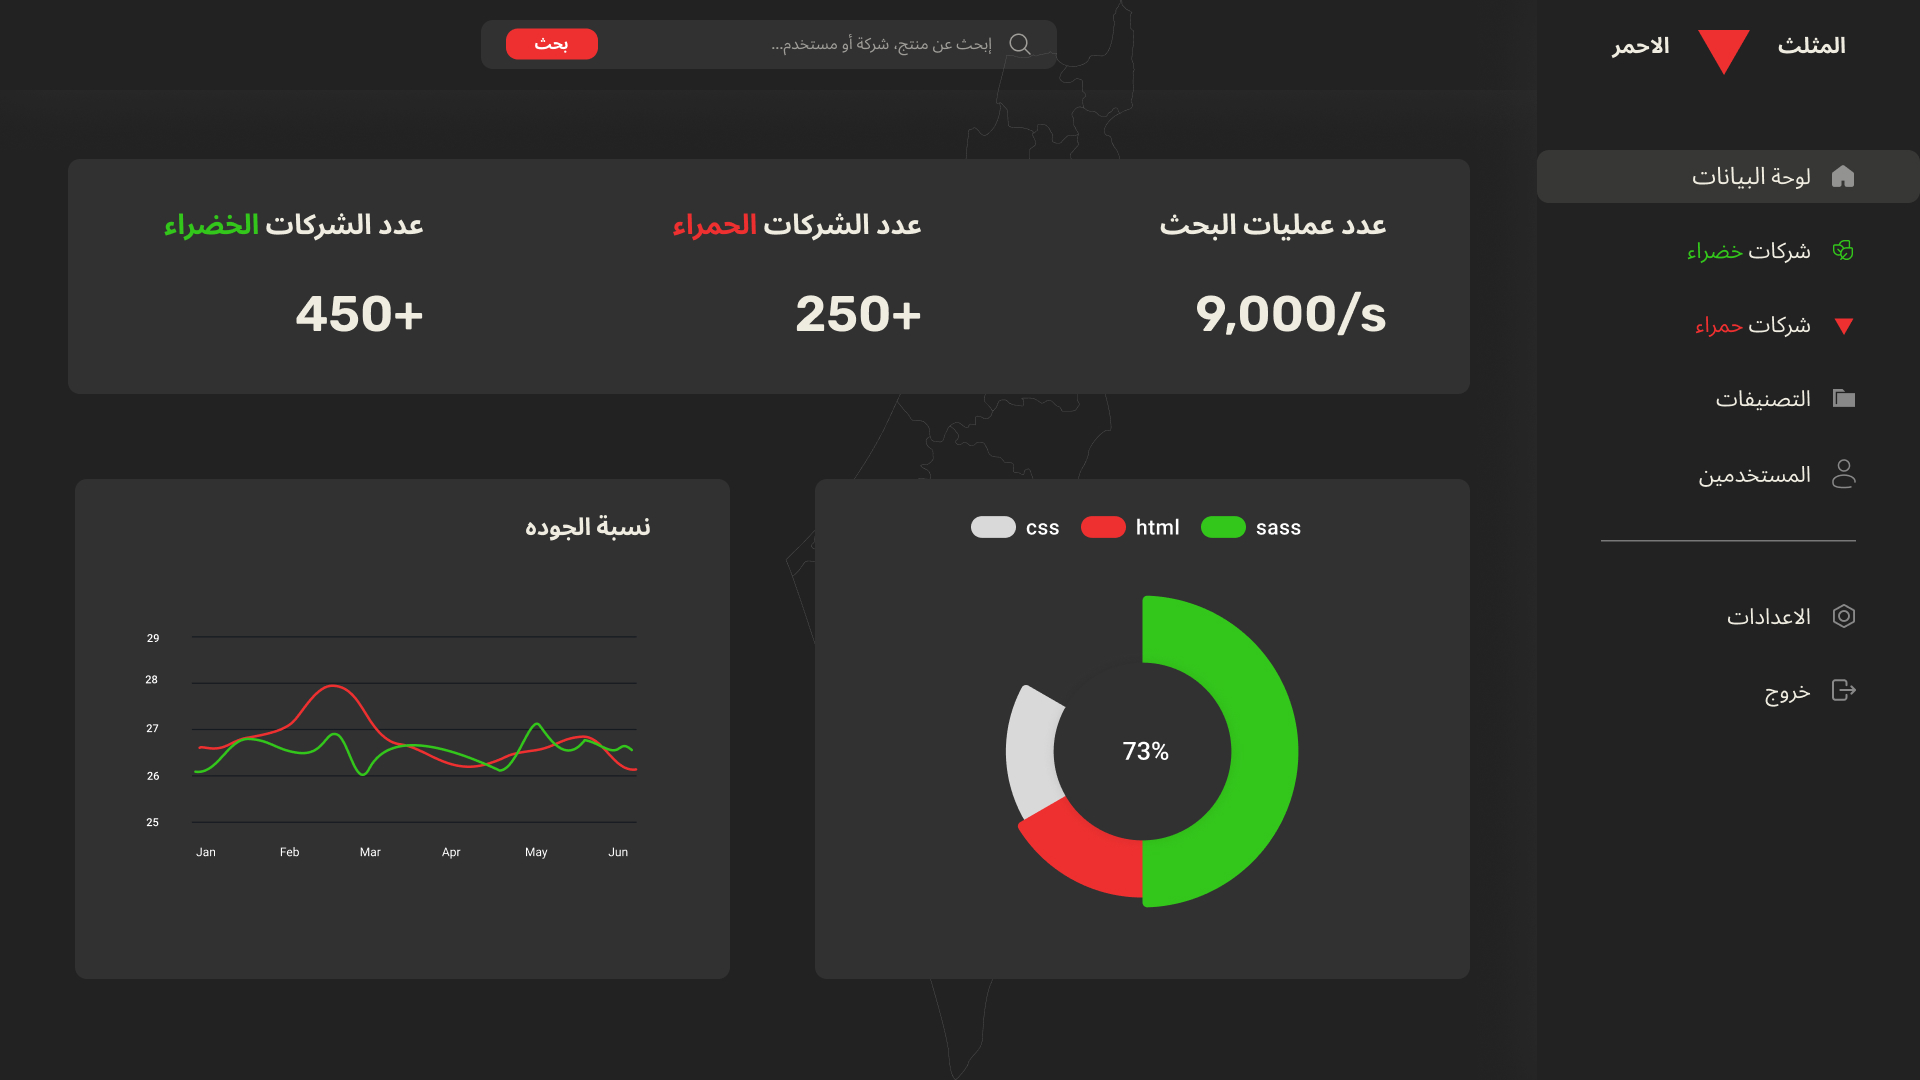 المثلث الاحمر
إبحث عن منتج، شركة أو مستخدم...
بحث
لوحة البيانات
شركات خضراء
شركات حمراء
التصنيفات
المستخدمين
الاعدادات
خروج
عدد عمليات البحث
9,000/s
عدد الشركات الحمراء
250+
عدد الشركات الخضراء
450+
css html sass
73%
نسبة الجوده
29
28
27
26
25
Jan Feb Mar Apr May Jun